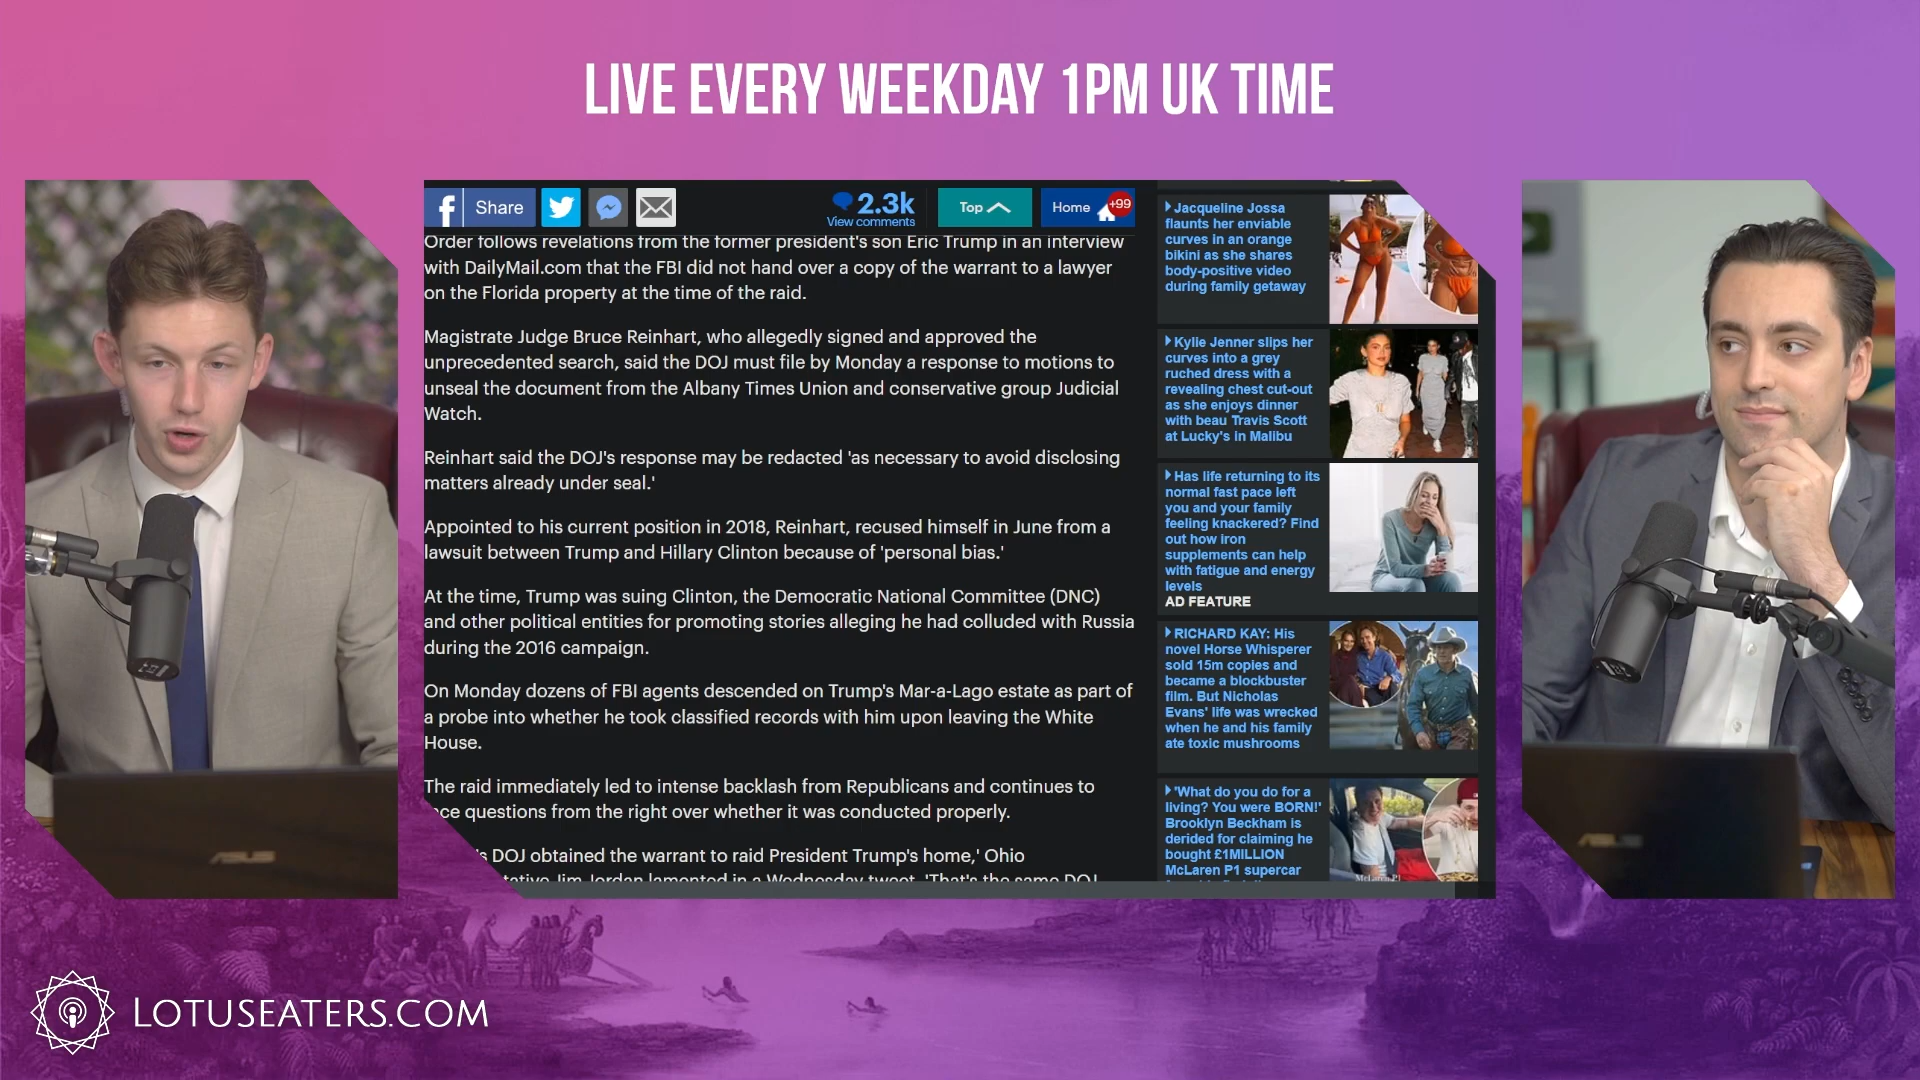 LIVE EVERY WEEKDAY 1PM UK TIME
Share
2.3k
View comments
Top
Home
+99
Order follows revelations from the former president's son Eric Trump in an interview
with DailyMail.com that the FBI did not hand over a copy of the warrant to a lawyer
on the Florida property at the time of the raid.
Magistrate Judge Bruce Reinhart, who allegedly signed and approved the
unprecedented search, said the DOJ must file by Monday a response to motions to
unseal the document from the Albany Times Union and conservative group Judicial
Watch.
Reinhart said the DOJ's response may be redacted 'as necessary to avoid disclosing
matters already under seal.'
Appointed to his current position in 2018, Reinhart, recused himself in June from a
lawsuit between Trump and Hillary Clinton because of 'personal bias.'
At the time, Trump was suing Clinton, the Democratic National Committee (DNC)
and other political entities for promoting stories alleging he had colluded with Russia
during the 2016 campaign.
On Monday dozens of FBI agents descended on Trump's Mar-a-Lago estate as part of
a probe into whether he took classified records with him upon leaving the White
House.
The raid immediately led to intense backlash from Republicans and continues to
questions from the right over whether it was conducted properly.
DOJ obtained the warrant to raid President Trump's home,' Ohio
Jim Jordan lamented in a Wednesday tweet. 'That's the same DOJ
Jacqueline Jossa
flaunts her enviable
curves in an orange
bikini as she shares
body-positive video
during family getaway
Kylie Jenner slips her
curves into a grey
ruched dress with a
revealing chest cut-out
as she enjoys dinner
with beau Travis Scott
at Lucky's in Malibu
Has life returning to its
normal fast pace left
you and your family
feeling knackered? Find
out how iron
supplements can help
with fatigue and energy
levels
AD FEATURE
RICHARD KAY: His
novel Horse Whisperer
sold 15m copies and
became a blockbuster
film. But Nicholas
Evans' life was wrecked
when he and his family
ate toxic mushrooms
'What do you do for a
living? You were BORN!'
Brooklyn Beckham is
derided for claiming he
bought £1MILLION
McLaren P1 supercar
ASUS
LOTUSEATERS.COM